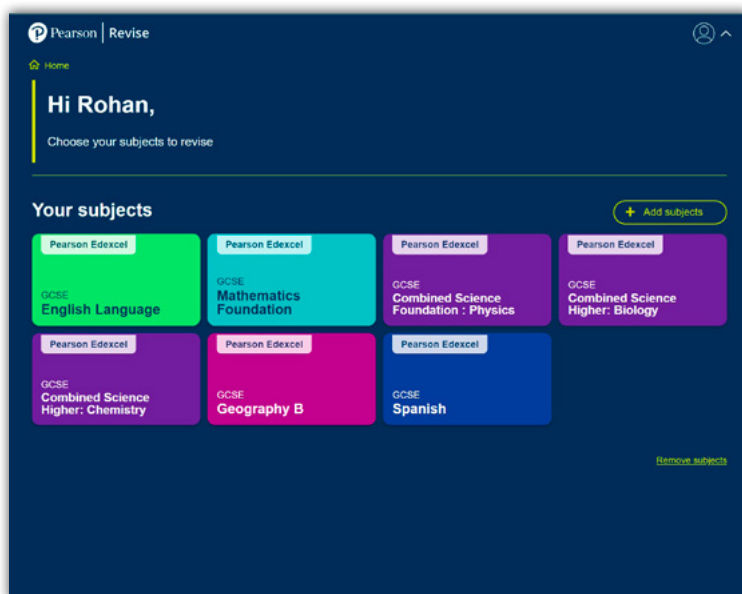 Pearson | Revise
Home
Hi Rohan,
Choose your subjects to revise
Your subjects
+ Add subjects
Pearson Edexcel
GCSE
English Language
Pearson Edexcel
GCSE
Mathematics
Foundation
Pearson Edexcel
GCSE
Combined Science
Foundation : Physics
Pearson Edexcel
GCSE
Combined Science
Higher: Biology
Pearson Edexcel
GCSE
Combined Science
Higher: Chemistry
Pearson Edexcel
GCSE
Geography B
Pearson Edexcel
GCSE
Spanish
Remove subjects